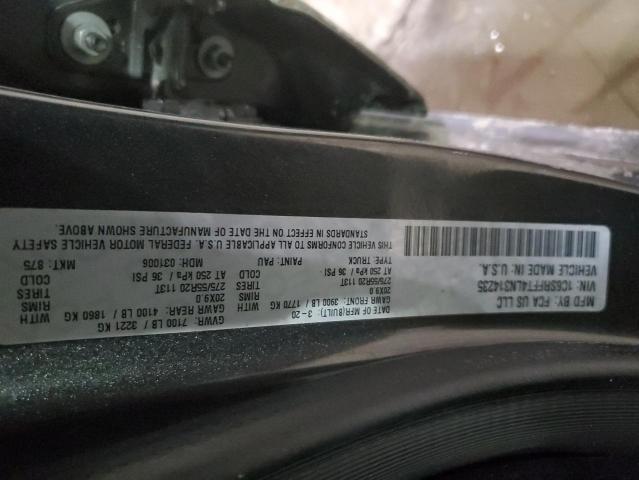 MFD BY: FCA US LLC
VEHICLE MADE IN: U.S.A.
VIN: 1C6SRFFT4LN314235
DATE OF MFR(BUILT): 3-20
GVWR: 7100 LB / 3221 KG
GAWR FRONT: 3900 LB / 1770 KG WITH
GAWR REAR: 4100 LB / 1860 KG WITH
20X9.0 RIMS
20X9.0 RIMS
275/55R20 113T TIRES
275/55R20 113T TIRES
AT 250 kPa / 36 PSI COLD
AT 250 kPa / 36 PSI COLD
TYPE: TRUCK PAINT: PAU MDH: 031006 MKT: 875
THIS VEHICLE CONFORMS TO ALL APPLICABLE U.S.A. FEDERAL MOTOR VEHICLE SAFETY
STANDARDS IN EFFECT ON THE DATE OF MANUFACTURE SHOWN ABOVE.